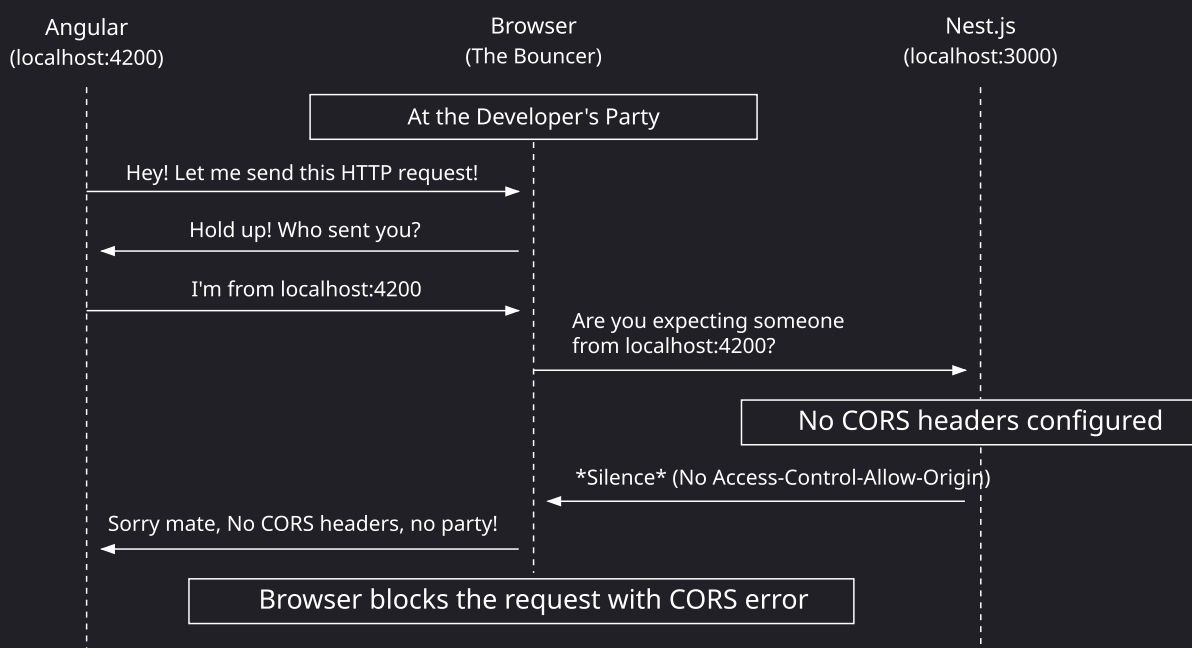 Angular
(localhost:4200)
Browser
(The Bouncer)
Nest.js
(localhost:3000)
At the Developer's Party
Hey! Let me send this HTTP request!
Hold up! Who sent you?
I'm from localhost:4200
Are you expecting someone
from localhost:4200?
No CORS headers configured
*Silence* (No Access-Control-Allow-Origin)
Sorry mate, No CORS headers, no party!
Browser blocks the request with CORS error